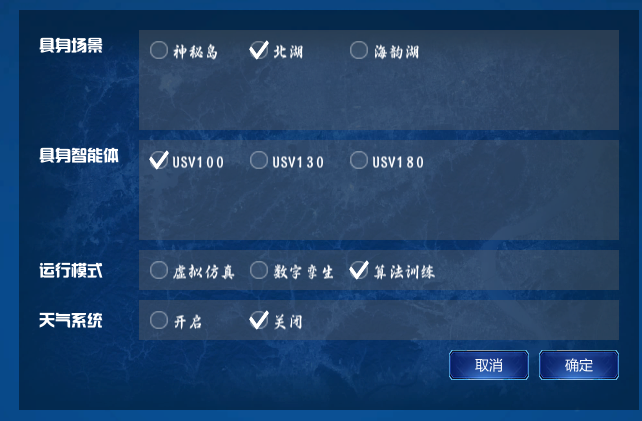 具身场景 神秘岛 北湖 海韵湖
具身智能体 USV100 USV130 USV180
运行模式 虚拟仿真 数字孪生 算法训练
天气系统 开启 关闭
取消 确定